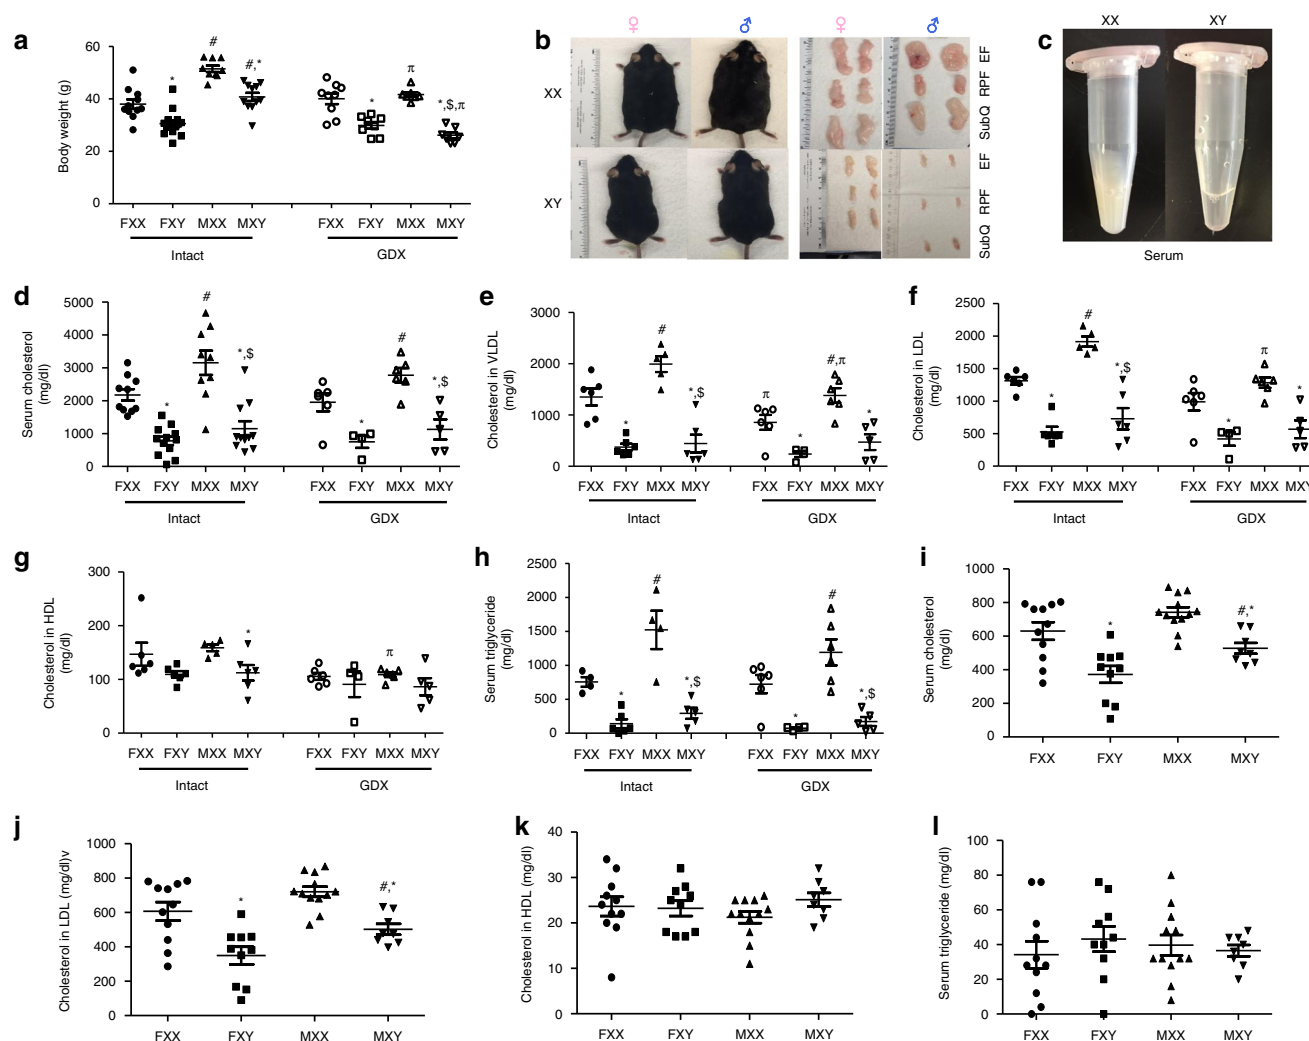 a
Body weight (g)
60
40
20
0
#
*
#,*
π
*
*,$,π
FXX FXY MXX MXY FXX FXY MXX MXY
Intact GDX
b
♀ ♂ ♀ ♂
XX
XY
EF
RPF
SubQ
EF
RPF
SubQ
c
XX XY
Serum
d
Serum cholesterol
(mg/dl)
5000
4000
3000
2000
1000
0
#
*
*,$
#
*
*,$
FXX FXY MXX MXY FXX FXY MXX MXY
Intact GDX
e
Cholesterol in VLDL
(mg/dl)
3000
2000
1000
0
#
*
*,$
π
*
#,π
*
FXX FXY MXX MXY FXX FXY MXX MXY
Intact GDX
f
Cholesterol in LDL
(mg/dl)
2500
2000
1500
1000
500
0
#
*
*,$
π
*
*
FXX FXY MXX MXY FXX FXY MXX MXY
Intact GDX
g
Cholesterol in HDL
(mg/dl)
300
200
100
0
*
π
FXX FXY MXX MXY FXX FXY MXX MXY
Intact GDX
h
Serum triglyceride
(mg/dl)
2500
2000
1500
1000
500
0
#
*
*,$
#
*
*,$
FXX FXY MXX MXY FXX FXY MXX MXY
Intact GDX
i
Serum cholesterol
(mg/dl)
1000
800
600
400
200
0
*
#,*
FXX FXY MXX MXY
j
Cholesterol in LDL (mg/dl)v
1000
800
600
400
200
0
*
#,*
FXX FXY MXX MXY
k
Cholesterol in HDL (mg/dl)
40
30
20
10
0
FXX FXY MXX MXY
l
Serum triglyceride (mg/dl)
100
80
60
40
20
0
FXX FXY MXX MXY